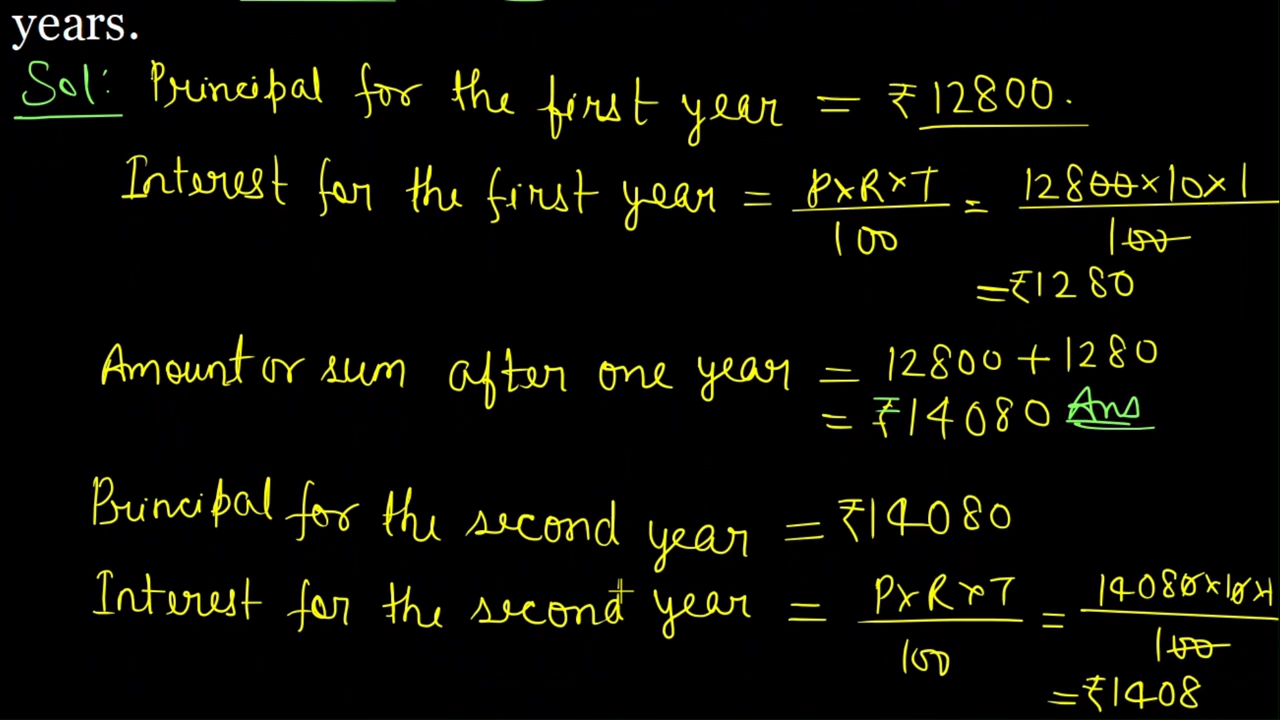 years.
Sol: Principal for the first year = ₹12800.
Interest for the first year = P×R×T/100 = 12800×10×1/100
=₹1280
Amount or sum after one year = 12800+1280
= ₹14080 Ans
Principal for the second year = ₹14080
Interest for the second year = P×R×T/100 = 14080×10×1/100
=₹1408